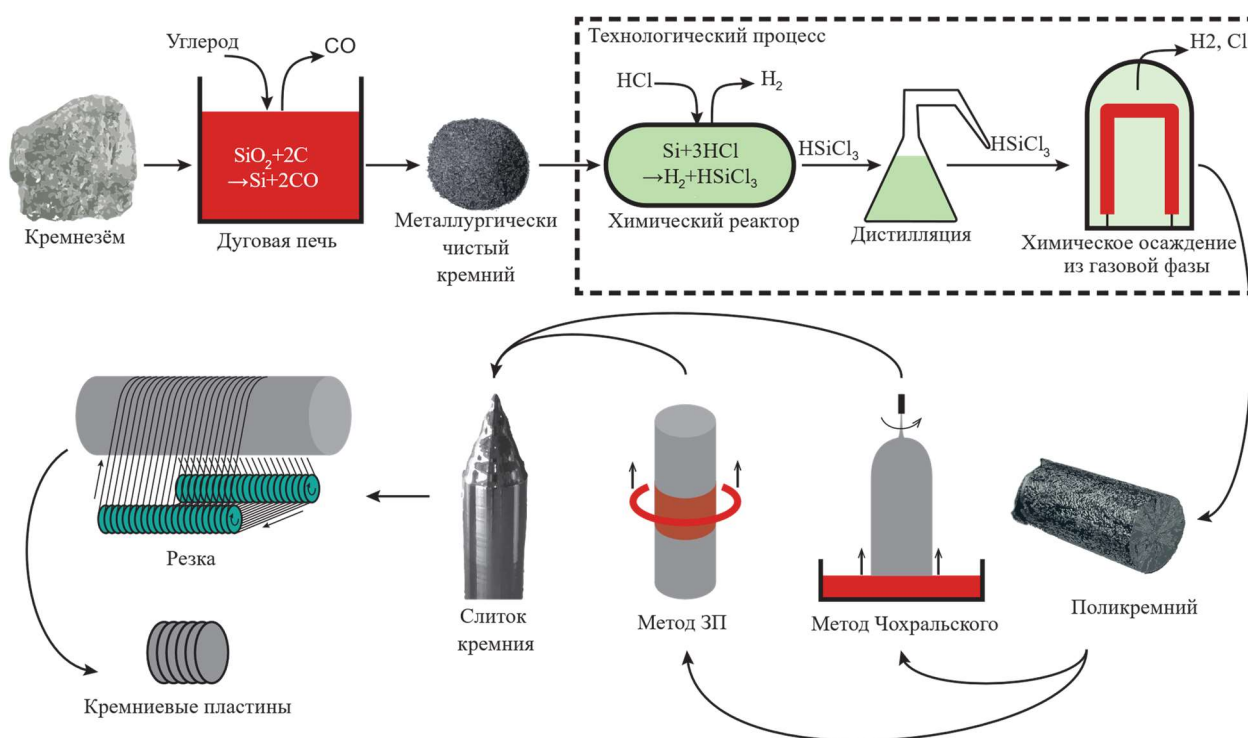 Углерод
CO
SiO₂+2C
→Si+2CO
Кремнезём
Дуговая печь
Металлургически
чистый
кремний
Технологический процесс
HCl
H₂
Si+3HCl
→H₂+HSiCl₃
Химический реактор
HSiCl₃
Дистилляция
HSiCl₃
H2, Cl
Химическое осаждение
из газовой фазы
Резка
Кремниевые пластины
Слиток
кремния
Метод ЗП
Метод Чохральского
Поликремний